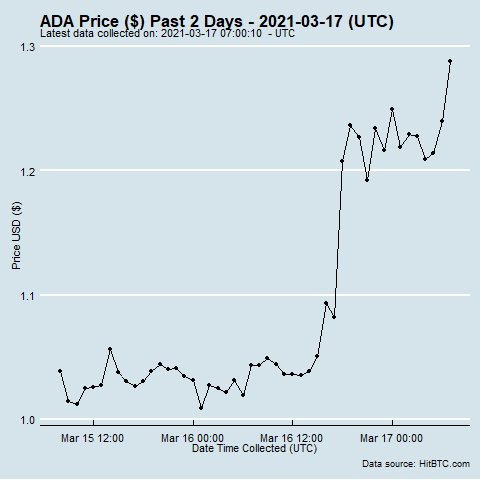 ADA Price ($) Past 2 Days - 2021-03-17 (UTC)
Latest data collected on: 2021-03-17 07:00:10 - UTC
1.3
1.2
1.1
1.0
Price USD ($)
Mar 15 12:00 Mar 16 00:00 Mar 16 12:00 Mar 17 00:00
Date Time Collected (UTC)
Data source: HitBTC.com